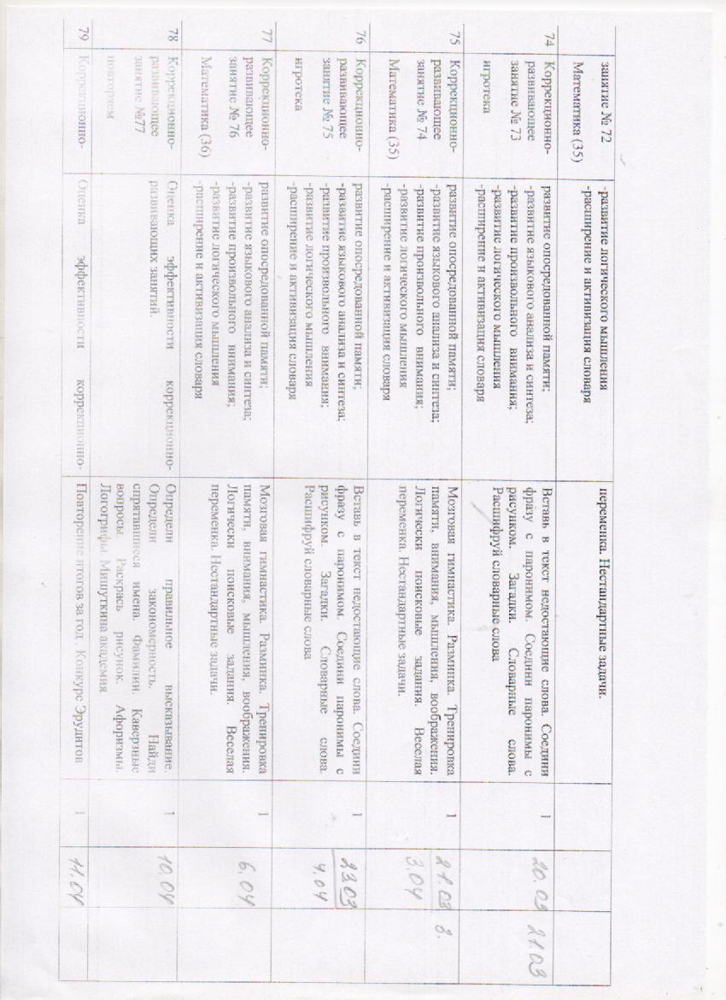 занятие № 72
Математика (35)
-развитие логического мышления
-расширение и активизация словаря
переменка. Нестандартные задачи.
74
Коррекционно-
развивающее
занятие № 73
игротека
развитие опосредованной памяти;
-развитие языкового анализа и синтеза;
-развитие произвольного внимания;
-развитие логического мышления
-расширение и активизация словаря
Вставь в текст недостающие слова. Соедини
фразу с паронимом. Соедини паронимы с
рисунком. Загадки. Словарные слова.
Расшифруй словарные слова
1
20.03
21.03
75
Коррекционно-
развивающее
занятие № 74
Математика (35)
развитие опосредованной памяти;
-развитие языкового анализа и синтеза;
-развитие произвольного внимания;
-развитие логического мышления
-расширение и активизация словаря
Мозговая гимнастика. Разминка. Тренировка
памяти, внимания, мышления, воображения.
Логически поисковые задания. Веселая
переменка. Нестандартные задачи.
1
21.03
3.04
76
Коррекционно-
развивающее
занятие № 75
игротека
развитие опосредованной памяти;
-развитие языкового анализа и синтеза;
-развитие произвольного внимания;
-развитие логического мышления
-расширение и активизация словаря
Вставь в текст недостающие слова. Соедини
фразу с паронимом. Соедини паронимы с
рисунком. Загадки. Словарные слова.
Расшифруй словарные слова
1
23.03
4.04
77
Коррекционно-
развивающее
занятие № 76
Математика (36)
развитие опосредованной памяти;
-развитие языкового анализа и синтеза;
-развитие произвольного внимания;
-развитие логического мышления
-расширение и активизация словаря
Мозговая гимнастика. Разминка. Тренировка
памяти, внимания, мышления, воображения.
Логически поисковые задания. Веселая
переменка. Нестандартные задачи.
1
6.04
78
Коррекционно-
развивающее
занятие №77
повторяем
Оценка эффективности коррекционно-
развивающих занятий.
Определи правильное высказывание.
Определи закономерность. Найди
спрятавшиеся имена. Фамилии. Каверзные
вопросы Раскрась рисунок. Афоризмы.
Логогрифы. Мишуткина академия
1
10.04
79
Коррекционно-
Оценка эффективности коррекционно-
Повторение итогов за год . Конкурс Эрудитов
1
11.04